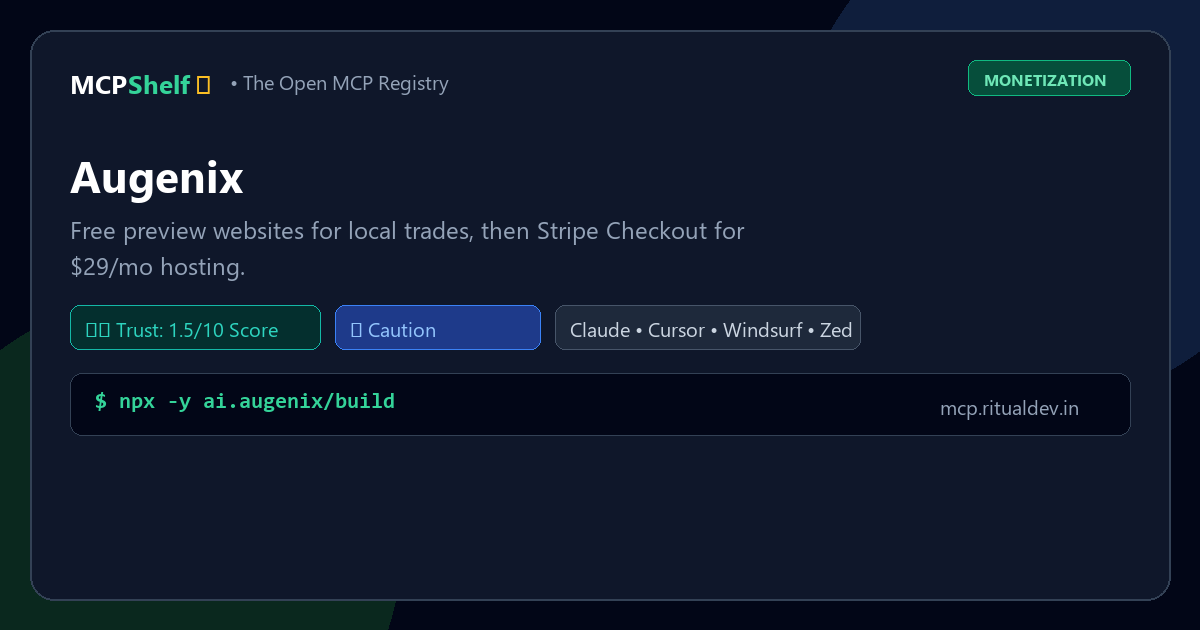 MCPShelf • The Open MCP Registry
MONETIZATION
Augenix
Free preview websites for local trades, then Stripe Checkout for
$29/mo hosting.
Trust: 1.5/10 Score
Caution
Claude • Cursor • Windsurf • Zed
$ npx -y ai.augenix/build
mcp.ritualdev.in